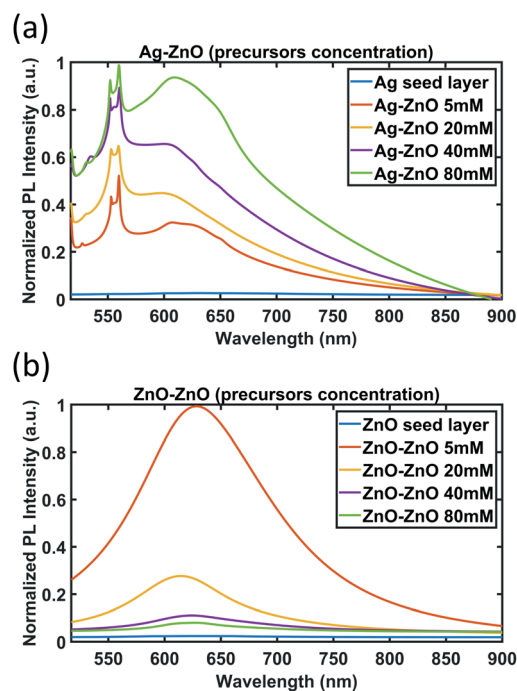 (a)
Ag-ZnO (precursors concentration)
Normalized PL Intensity (a.u.)
1
0.8
0.6
0.4
0.2
0
Ag seed layer
Ag-ZnO 5mM
Ag-ZnO 20mM
Ag-ZnO 40mM
Ag-ZnO 80mM
550 600 650 700 750 800 850 900
Wavelength (nm)
(b)
ZnO-ZnO (precursors concentration)
Normalized PL Intensity (a.u.)
1
0.8
0.6
0.4
0.2
0
ZnO seed layer
ZnO-ZnO 5mM
ZnO-ZnO 20mM
ZnO-ZnO 40mM
ZnO-ZnO 80mM
550 600 650 700 750 800 850 900
Wavelength (nm)